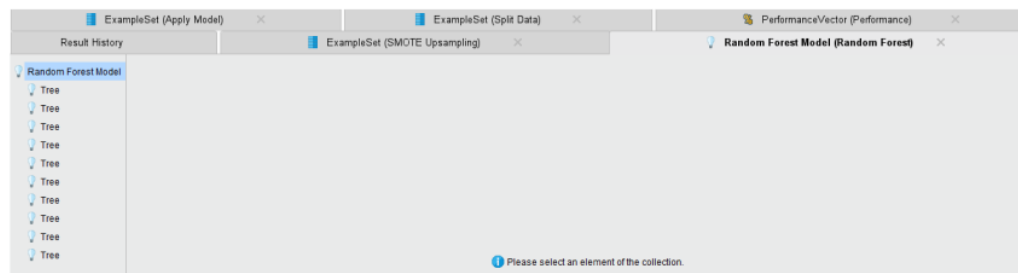 ExampleSet (Apply Model)
ExampleSet (Split Data)
PerformanceVector (Performance)
Result History
ExampleSet (SMOTE Upsampling)
Random Forest Model (Random Forest)
Random Forest Model
Tree
Tree
Tree
Tree
Tree
Tree
Tree
Tree
Tree
Tree
Please select an element of the collection.